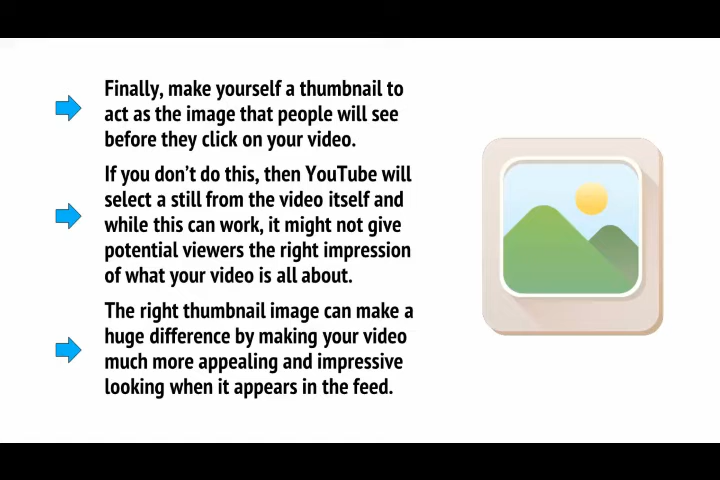 Finally, make yourself a thumbnail to
act as the image that people will see
before they click on your video.
If you don't do this, then YouTube will
select a still from the video itself and
while this can work, it might not give
potential viewers the right impression
of what your video is all about.
The right thumbnail image can make a
huge difference by making your video
much more appealing and impressive
looking when it appears in the feed.